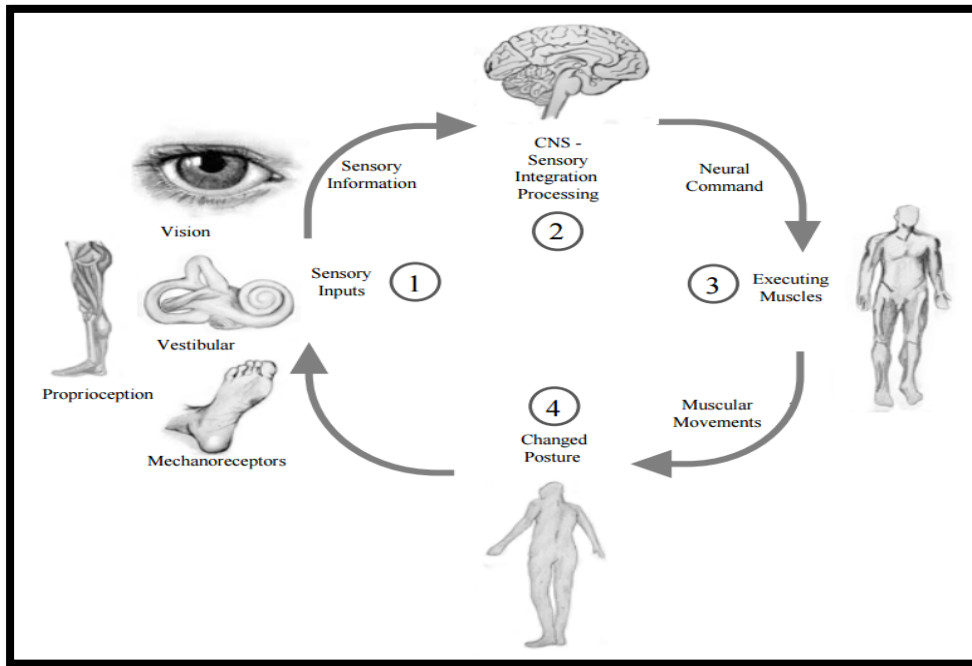 CNS -
Sensory
Integration
Processing
2
Sensory
Information
Neural
Command
Vision
Sensory
Inputs
1
3
Executing
Muscles
Vestibular
Proprioception
Mechanoreceptors
4
Changed
Posture
Muscular
Movements